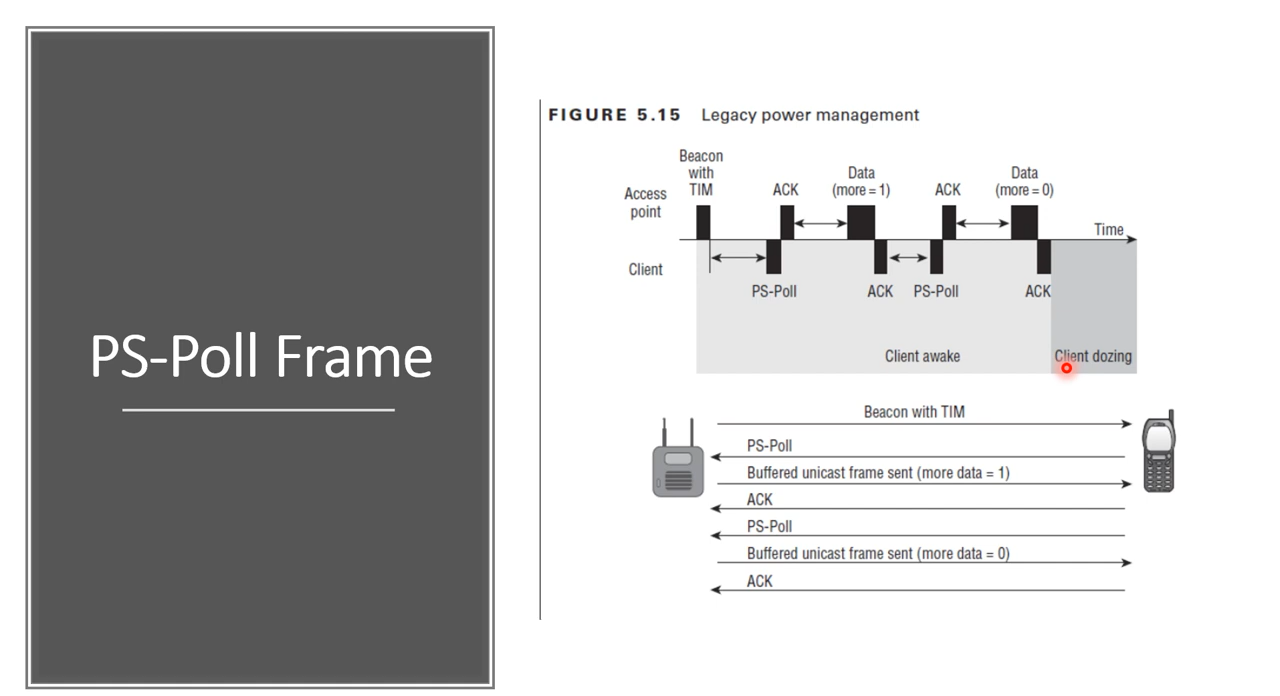 PS-Poll Frame
FIGURE 5.15 Legacy power management
Beacon
with
TIM
Access
point
ACK
Data
(more = 1)
ACK
Data
(more = 0)
Time
Client
PS-Poll
ACK
PS-Poll
ACK
Client awake
Client dozing
Beacon with TIM
PS-Poll
Buffered unicast frame sent (more data = 1)
ACK
PS-Poll
Buffered unicast frame sent (more data = 0)
ACK